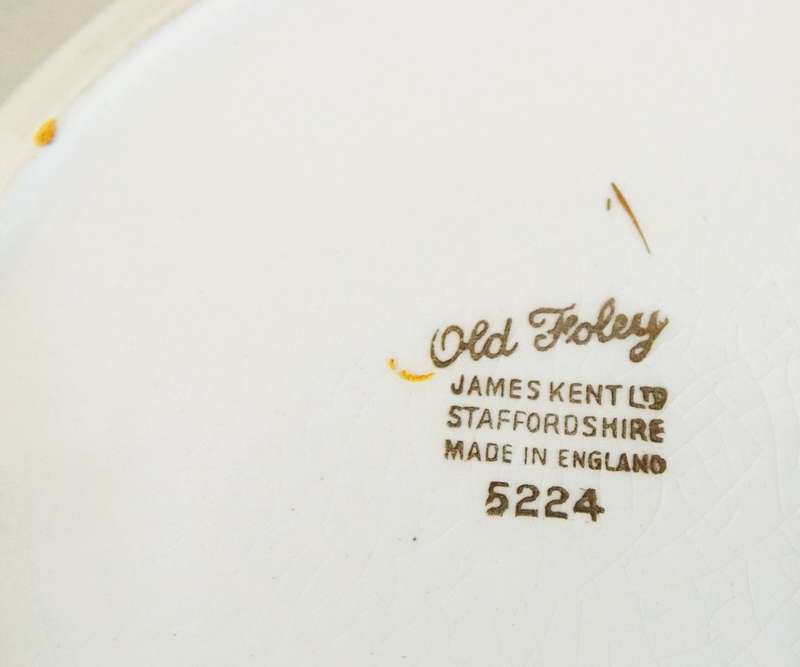 Old Foley
JAMES KENT LTD
STAFFORDSHIRE
MADE IN ENGLAND
5224